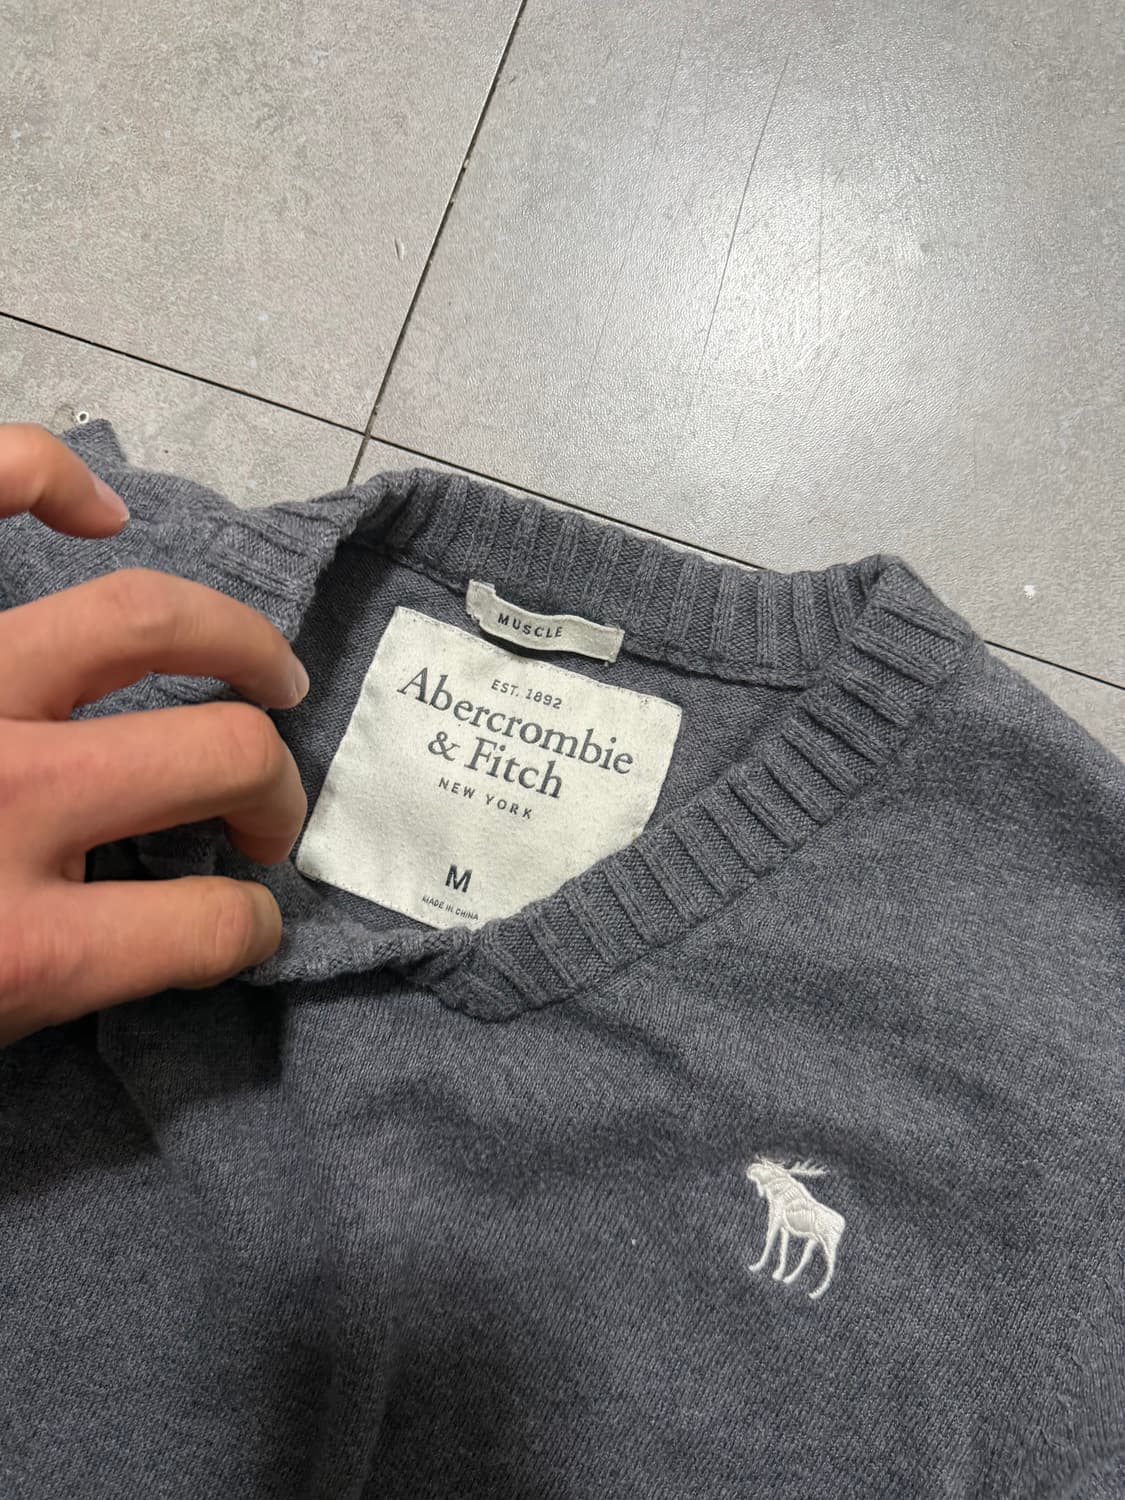 MUSCLE
EST. 1892
Abercrombie
& Fitch
NEW YORK
M
MADE IN CHINA